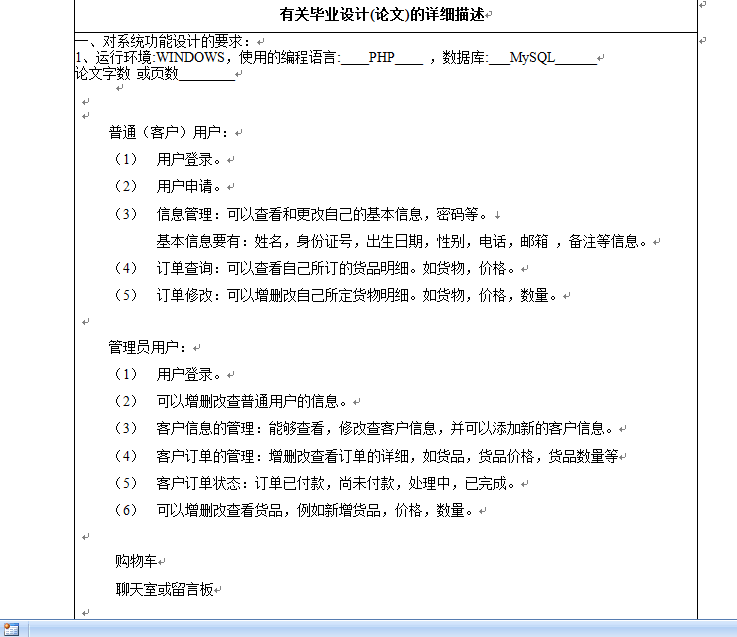 有关毕业设计(论文)的详细描述
一、对系统功能设计的要求：
1、运行环境:WINDOWS，使用的编程语言:____PHP____ ，数据库:___MySQL______
论文字数 或页数________
普通（客户）用户：
（1） 用户登录。
（2） 用户申请。
（3） 信息管理：可以查看和更改自己的基本信息，密码等。
基本信息要有：姓名，身份证号，出生日期，性别，电话，邮箱 ，备注等信息。
（4） 订单查询：可以查看自己所订的货品明细。如货物，价格。
（5） 订单修改：可以增删改自己所定货物明细。如货物，价格，数量。
管理员用户：
（1） 用户登录。
（2） 可以增删改查普通用户的信息。
（3） 客户信息的管理：能够查看，修改查客户信息，并可以添加新的客户信息。
（4） 客户订单的管理：增删改查看订单的详细，如货品，货品价格，货品数量等
（5） 客户订单状态：订单已付款，尚未付款，处理中，已完成。
（6） 可以增删改查看货品，例如新增货品，价格，数量。
购物车
聊天室或留言板